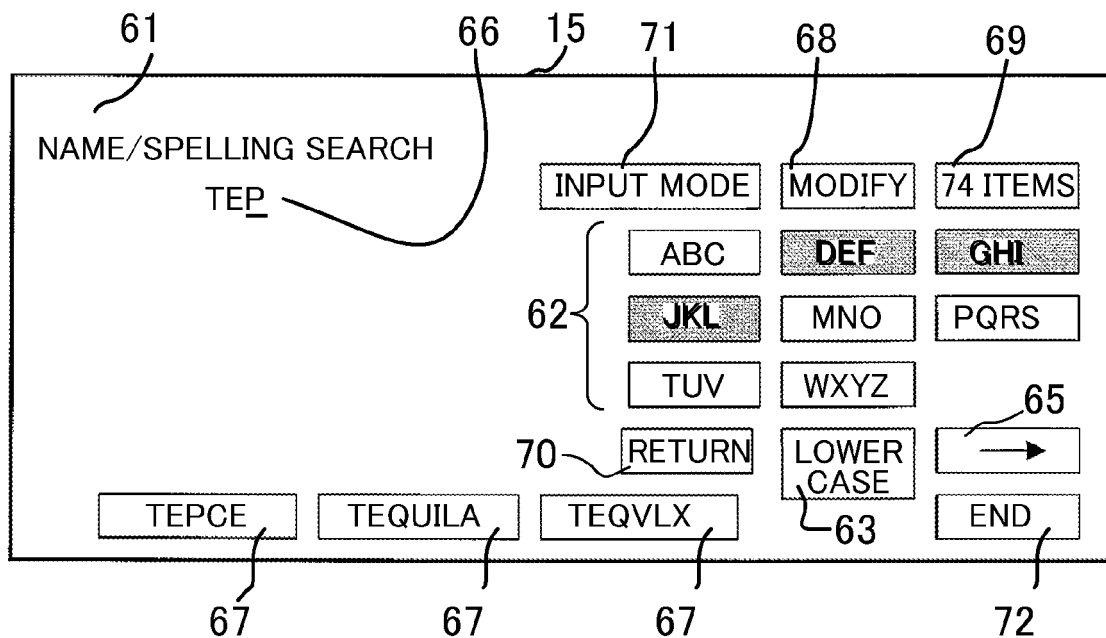 61 66 15 71 68 69
NAME/SPELLING SEARCH
TEP
INPUT MODE MODIFY 74 ITEMS
ABC DEF GHI
62
JKL MNO PQRS
TUV WXYZ
65
70 RETURN LOWER CASE →
63
TEPCE TEQUILA TEQVLX END
67 67 67 72